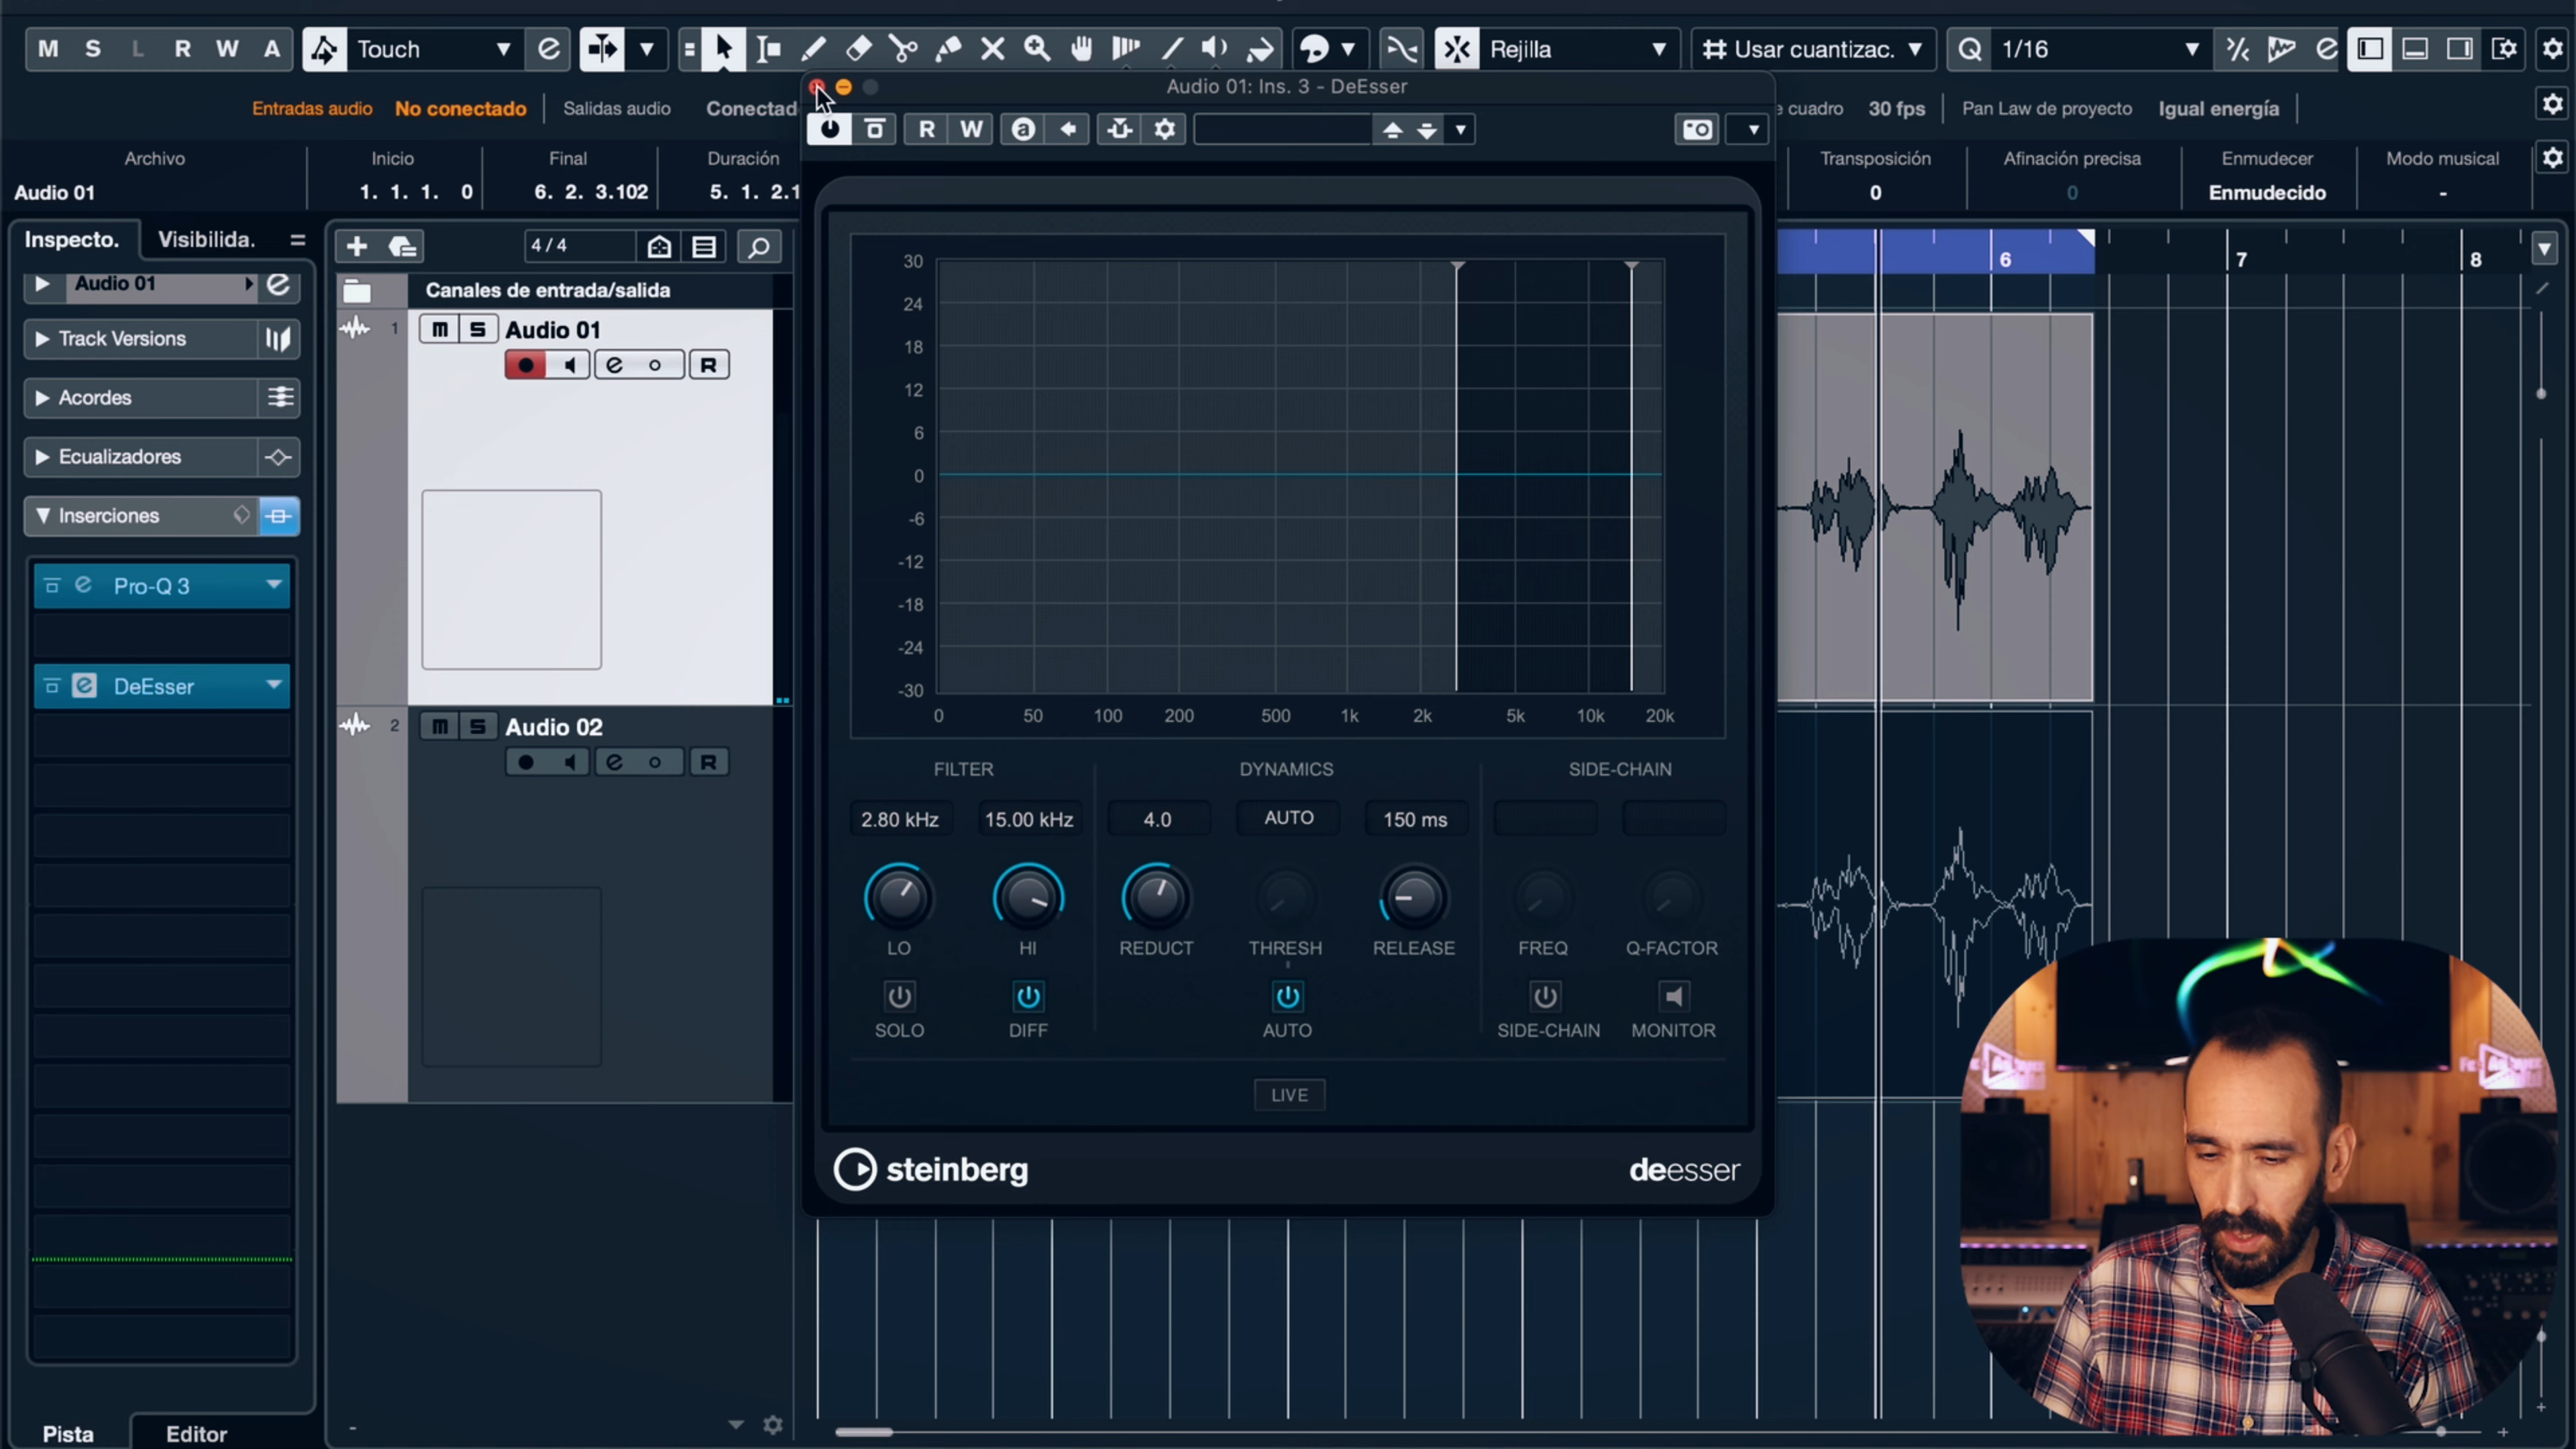 M S L R W A Touch Rejilla Usar cuantizac. Q 1/16
Audio 01: Ins. 3 - DeEsser
Entradas audio No conectado Salidas audio Conectad
R W a
e cuadro 30 fps Pan Law de proyecto Igual energía
Archivo Inicio Final Duración Transposición Afinación precisa Enmudecer Modo musical
Audio 01 1. 1. 1. 0 6. 2. 3.102 5. 1. 2.1 0 0 Enmudecido -
Inspecto. Visibilida. 4 / 4
6 7 8
Audio 01
Canales de entrada/salida
1 m S Audio 01
R
Track Versions
Acordes
Ecualizadores
Inserciones
Pro-Q 3
DeEsser
2 m S Audio 02
R
30
24
18
12
6
0
-6
-12
-18
-24
-30
0 50 100 200 500 1k 2k 5k 10k 20k
FILTER DYNAMICS SIDE-CHAIN
2.80 kHz 15.00 kHz 4.0 AUTO 150 ms
LO HI REDUCT THRESH RELEASE FREQ Q-FACTOR
SOLO DIFF AUTO SIDE-CHAIN MONITOR
LIVE
steinberg deesser
Pista Editor